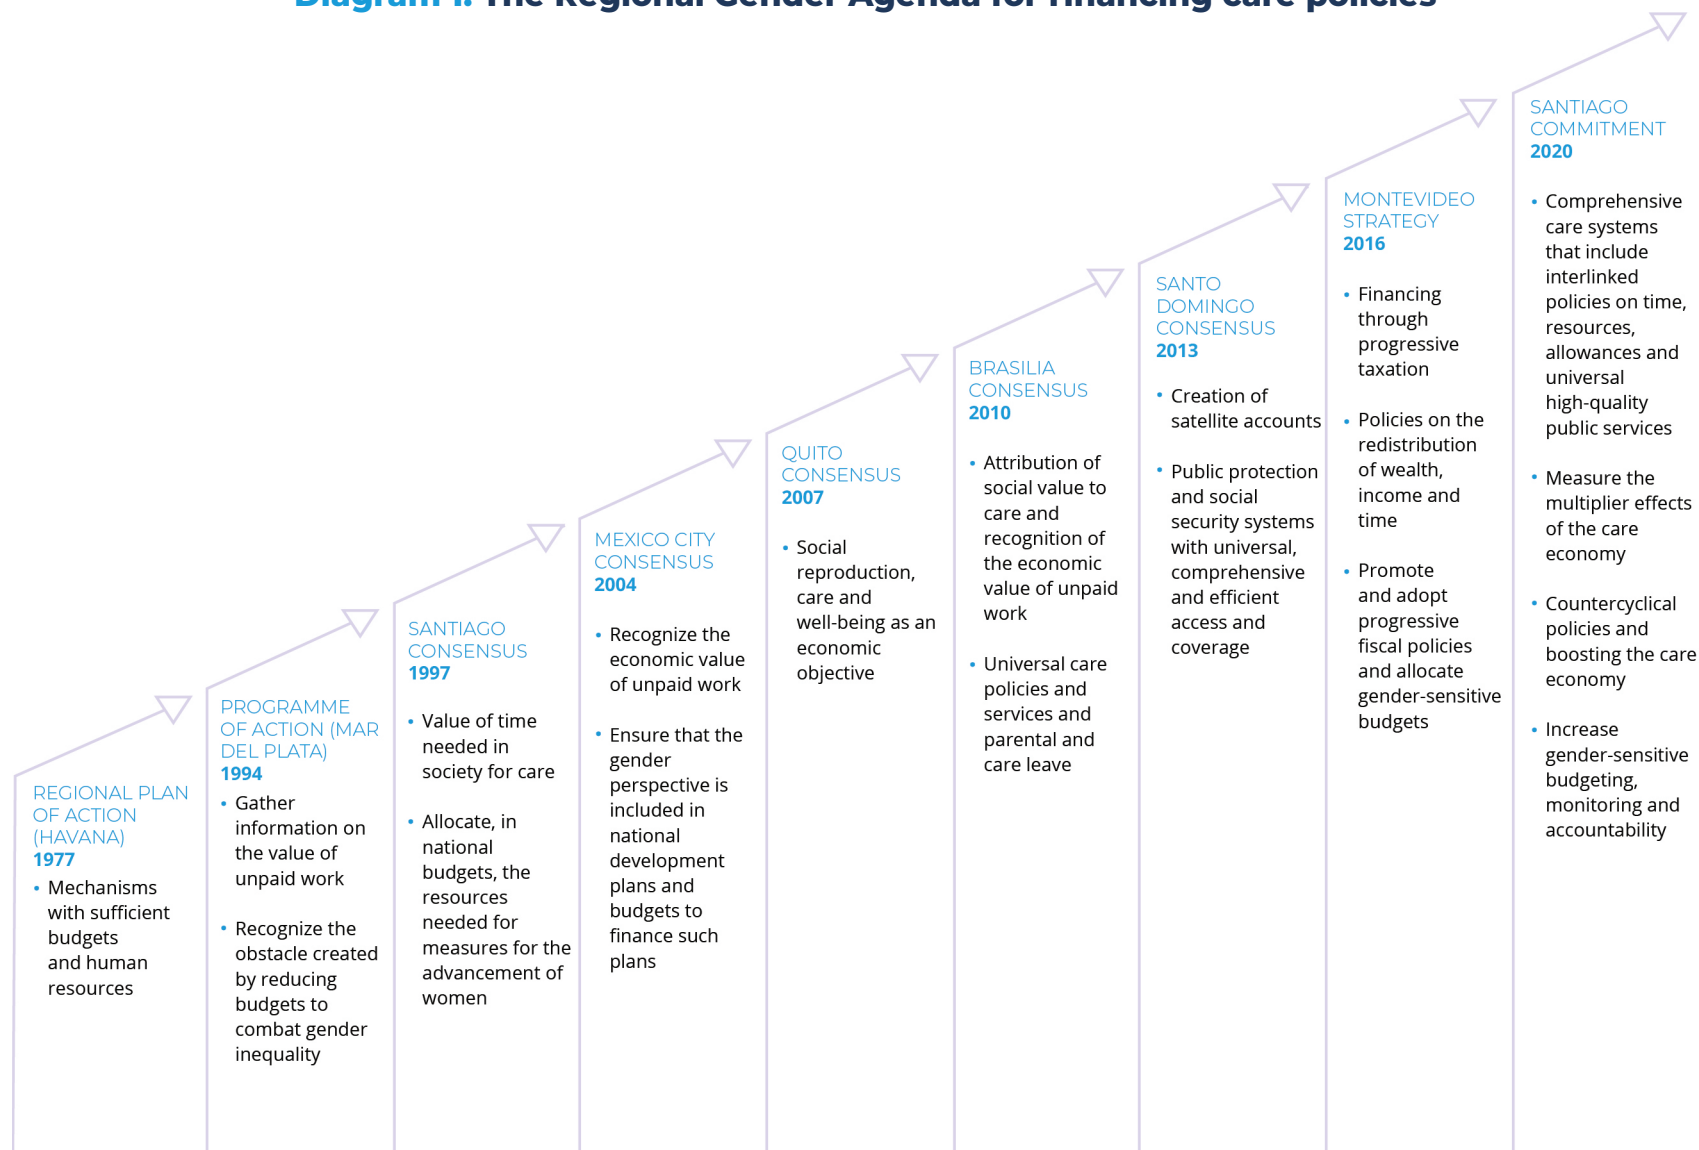 Diagram 1. The Regional Gender Agenda for financing care policies
REGIONAL PLAN
OF ACTION
(HAVANA)
1977
• Mechanisms
with sufficient
budgets
and human
resources
PROGRAMME
OF ACTION (MAR
DEL PLATA)
1994
• Gather
information on
the value of
unpaid work
• Recognize the
obstacle created
by reducing
budgets to
combat gender
inequality
SANTIAGO
CONSENSUS
1997
• Value of time
needed in
society for care
• Allocate, in
national
budgets, the
resources
needed for
measures for the
advancement of
women
MEXICO CITY
CONSENSUS
2004
• Recognize the
economic value
of unpaid work
• Ensure that the
gender
perspective is
included in
national
development
plans and
budgets to
finance such
plans
QUITO
CONSENSUS
2007
• Social
reproduction,
care and
well-being as an
economic
objective
BRASILIA
CONSENSUS
2010
• Attribution of
social value to
care and
recognition of
the economic
value of unpaid
work
• Universal care
policies and
services and
parental and
care leave
SANTO
DOMINGO
CONSENSUS
2013
• Creation of
satellite accounts
• Public protection
and social
security systems
with universal,
comprehensive
and efficient
access and
coverage
MONTEVIDEO
STRATEGY
2016
• Financing
through
progressive
taxation
• Policies on the
redistribution
of wealth,
income and
time
• Promote
and adopt
progressive
fiscal policies
and allocate
gender-sensitive
budgets
SANTIAGO
COMMITMENT
2020
• Comprehensive
care systems
that include
interlinked
policies on time,
resources,
allowances and
universal
high-quality
public services
• Measure the
multiplier effects
of the care
economy
• Countercyclical
policies and
boosting the care
economy
• Increase
gender-sensitive
budgeting,
monitoring and
accountability